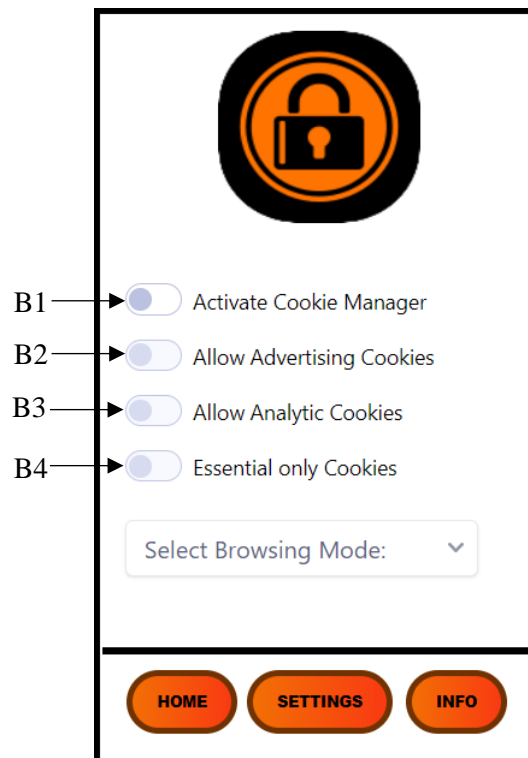 B1 Activate Cookie Manager
B2 Allow Advertising Cookies
B3 Allow Analytic Cookies
B4 Essential only Cookies
Select Browsing Mode:
HOME SETTINGS INFO